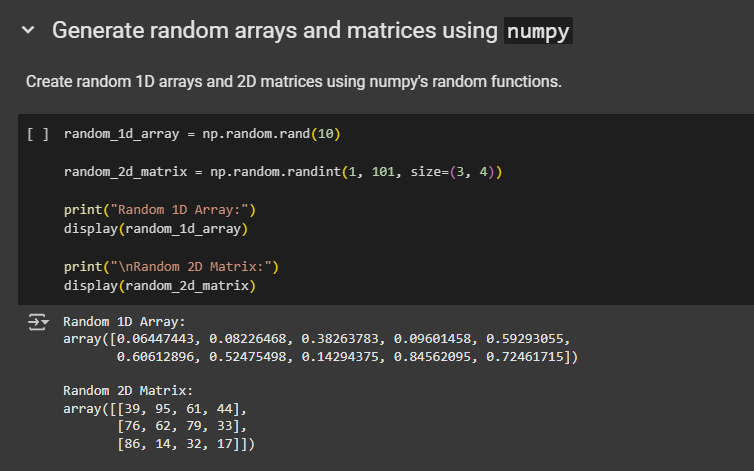 Generate random arrays and matrices using numpy
Create random 1D arrays and 2D matrices using numpy's random functions.
[ ] random_1d_array = np.random.rand(10)
random_2d_matrix = np.random.randint(1, 101, size=(3, 4))
print("Random 1D Array:")
display(random_1d_array)
print("\nRandom 2D Matrix:")
display(random_2d_matrix)
Random 1D Array:
array([0.06447443, 0.08226468, 0.38263783, 0.09601458, 0.59293055,
0.60612896, 0.52475498, 0.14294375, 0.84562095, 0.72461715])
Random 2D Matrix:
array([[39, 95, 61, 44],
[76, 62, 79, 33],
[86, 14, 32, 17]])